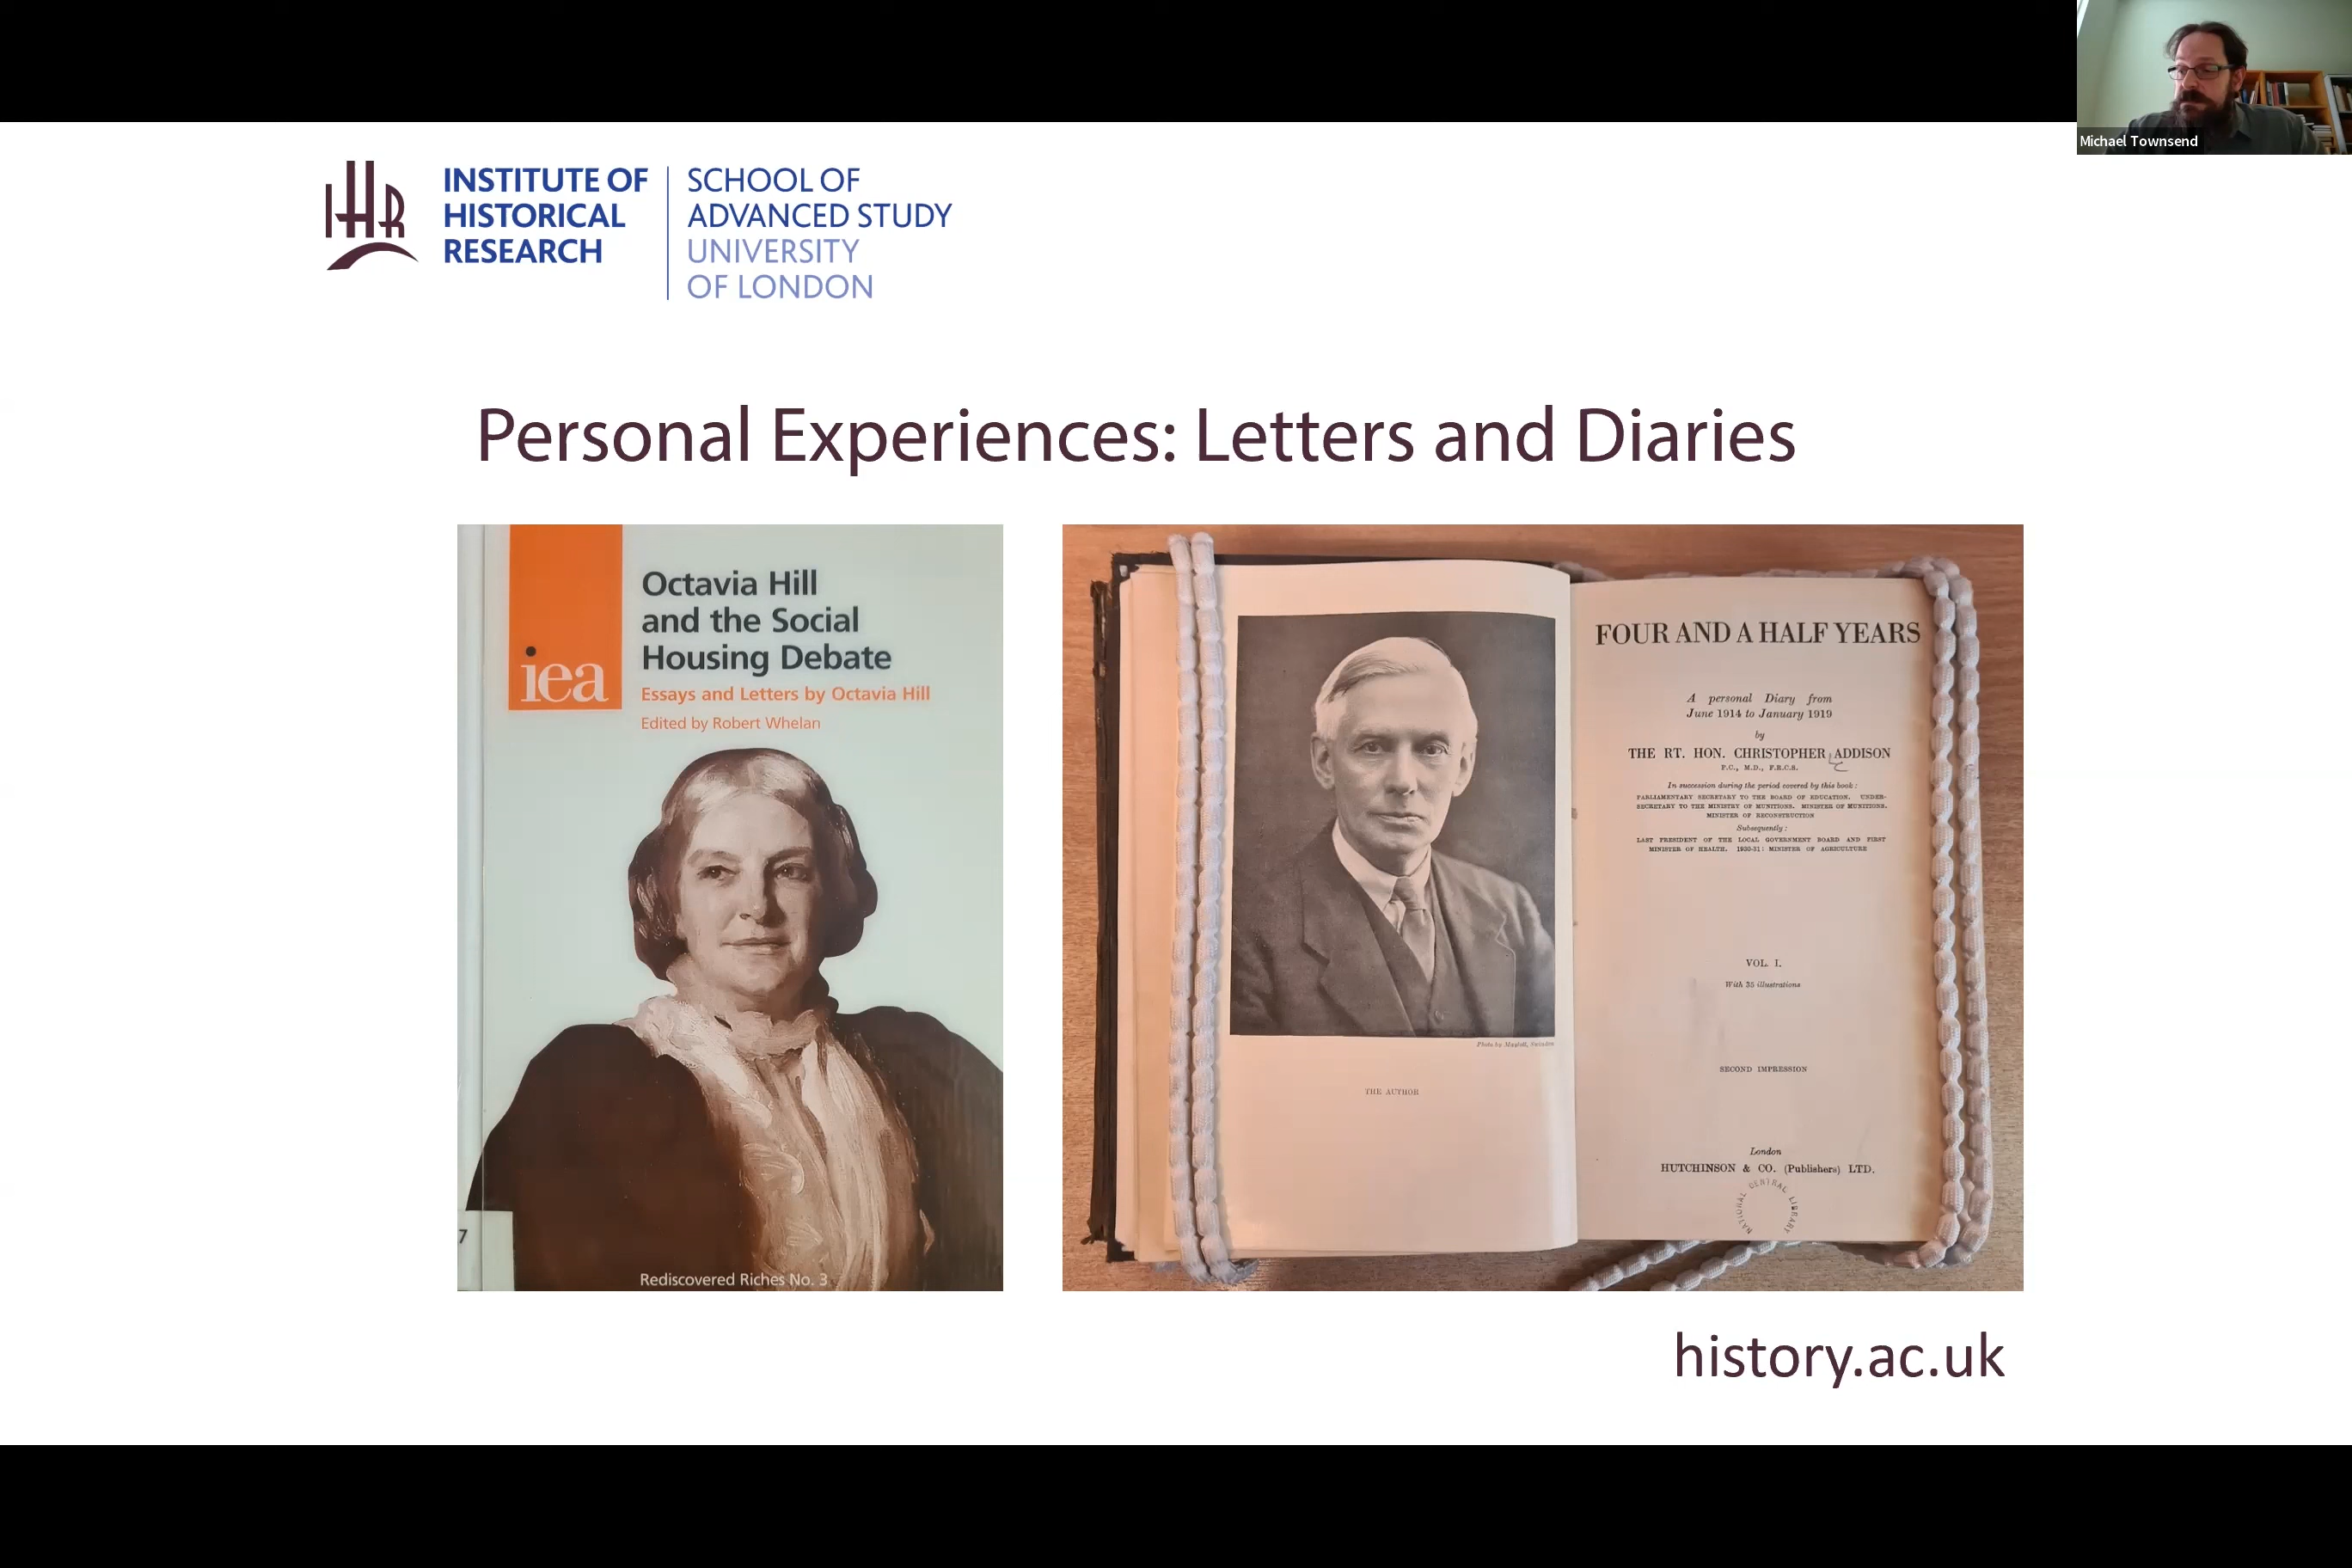 Michael Townsend
IHR
INSTITUTE OF
HISTORICAL
RESEARCH
SCHOOL OF
ADVANCED STUDY
UNIVERSITY
OF LONDON
Personal Experiences: Letters and Diaries
iea
Octavia Hill
and the Social
Housing Debate
Essays and Letters by Octavia Hill
Edited by Robert Whelan
7
Rediscovered Riches No. 3
THE AUTHOR
FOUR AND A HALF YEARS
A personal Diary from
June 1914 to January 1919
by
THE RT. HON. CHRISTOPHER ADDISON
P.C., M.D., F.R.C.S.
In succession during the period covered by this book:
PARLIAMENTARY SECRETARY TO THE BOARD OF EDUCATION, UNDER-
SECRETARY TO THE MINISTRY OF MUNITIONS, MINISTER OF MUNITIONS,
MINISTER OF RECONSTRUCTION
Subsequently:
LAST PRESIDENT OF THE LOCAL GOVERNMENT BOARD AND FIRST
MINISTER OF HEALTH, 1930-31: MINISTER OF AGRICULTURE
VOL. I.
With 35 illustrations
SECOND IMPRESSION
London
HUTCHINSON & CO. (Publishers) LTD.
NATIONAL CENTRAL LIBRARY
history.ac.uk